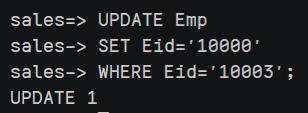 sales=> UPDATE Emp
sales-> SET Eid='10000'
sales-> WHERE Eid='10003';
UPDATE 1